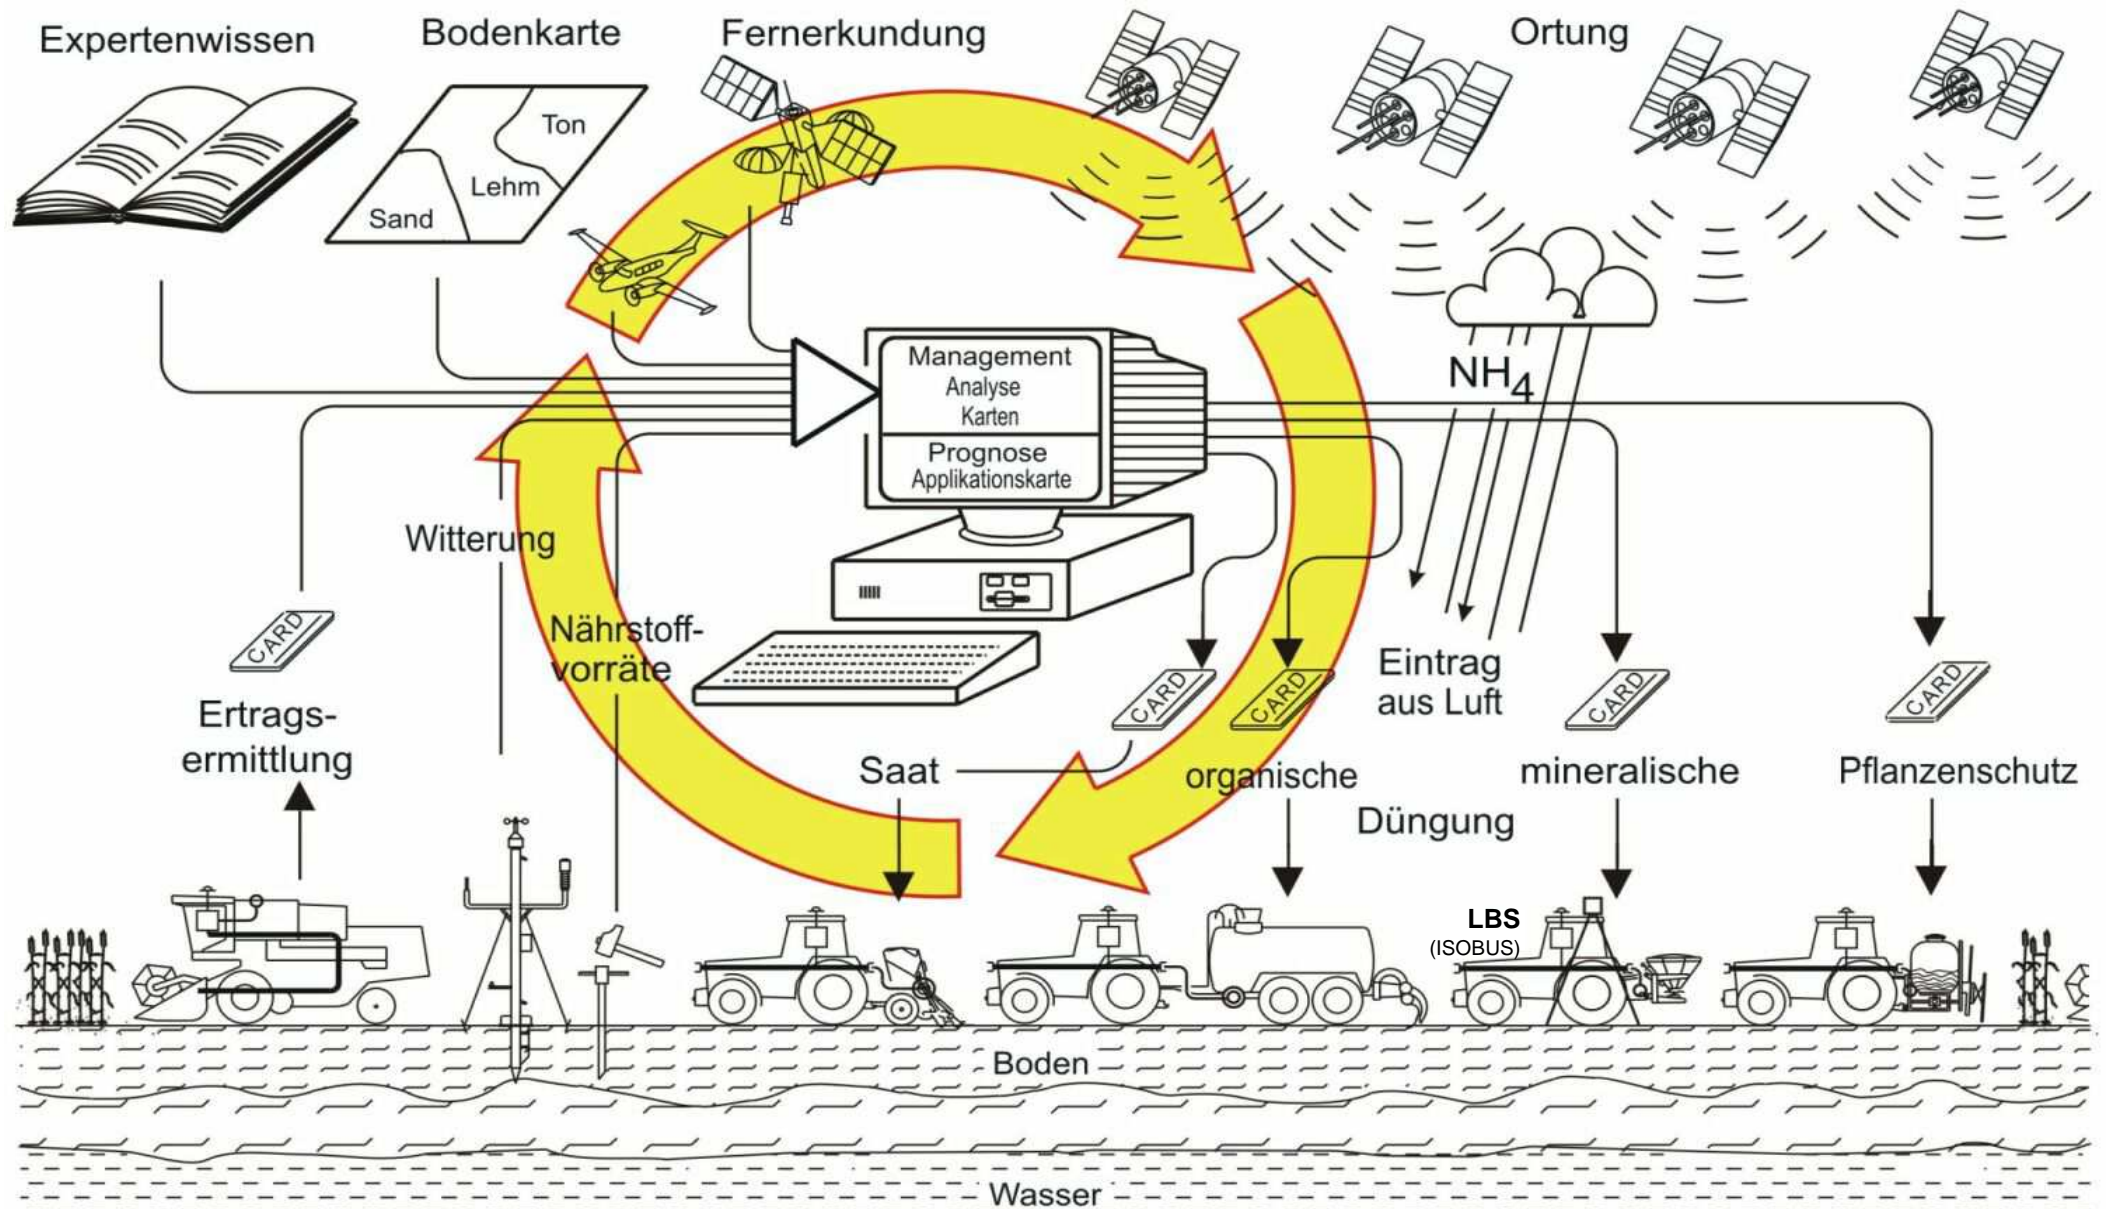 Expertenwissen
Bodenkarte
Fernerkundung
Ortung
Ton
Lehm
Sand
Management
Analyse
Karten
Prognose
Applikationskarte
NH4
Witterung
Nährstoff-
vorräte
CARD
Ertrags-
ermittlung
CARD
CARD
Eintrag
aus Luft
CARD
CARD
Saat
organische
mineralische
Pflanzenschutz
Düngung
LBS
(ISOBUS)
Boden
Wasser